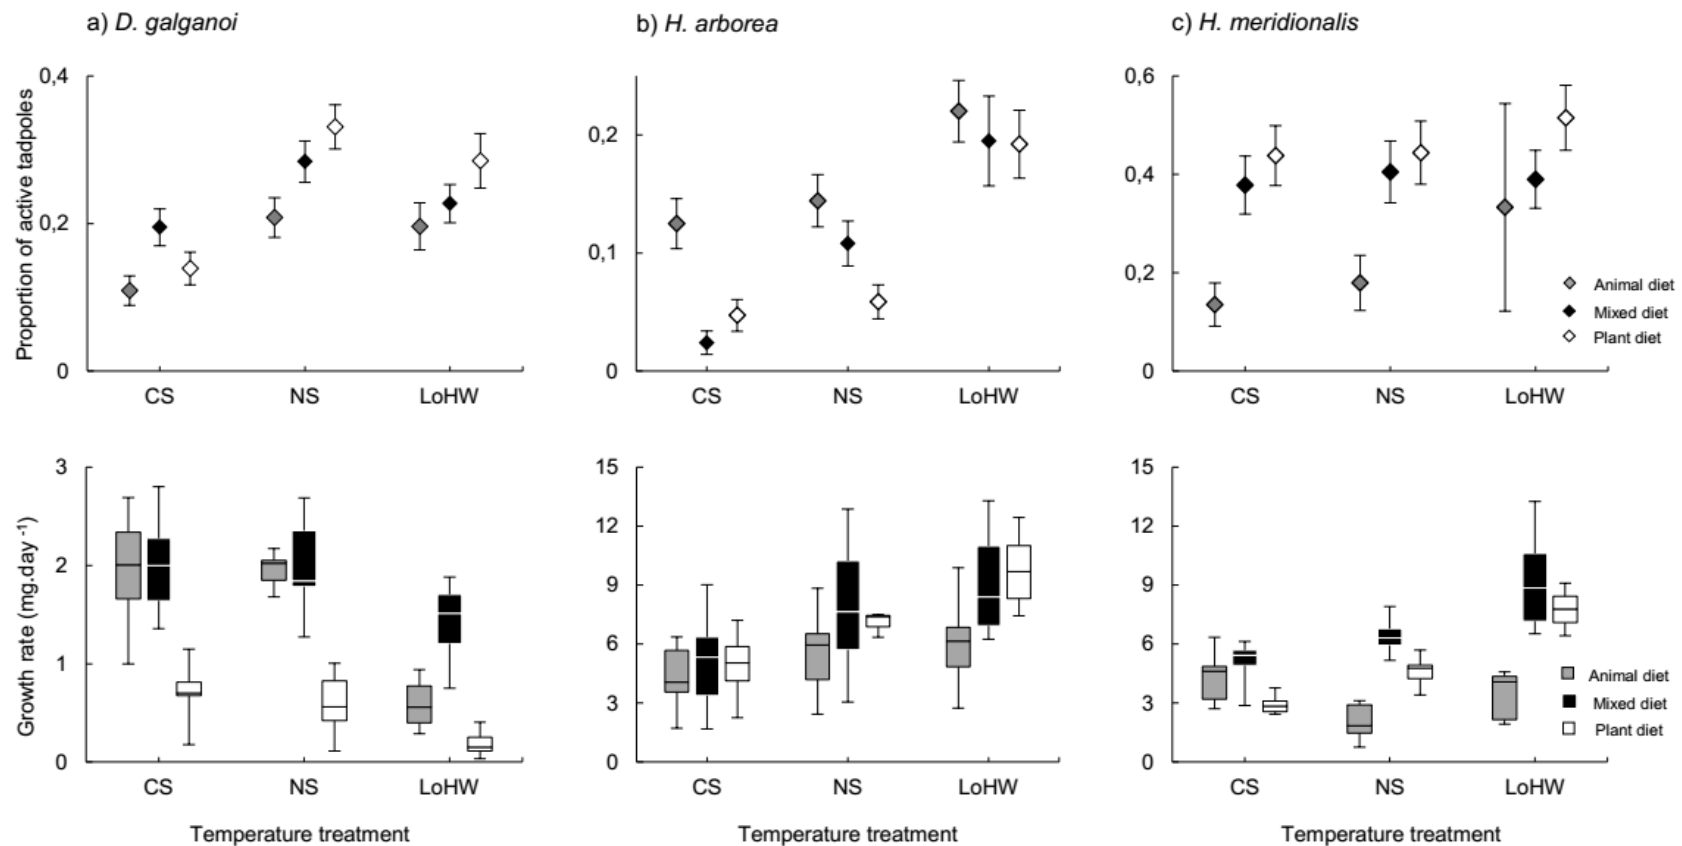 a) D. galganoi
b) H. arborea
c) H. meridionalis
Proportion of active tadpoles
0,4
0,2
0
CS
NS
LoHW
0,2
0,1
0
CS
NS
LoHW
0,6
0,4
0,2
0
CS
NS
LoHW
Animal diet
Mixed diet
Plant diet
Growth rate (mg.day -1)
3
2
1
0
CS
NS
LoHW
Temperature treatment
15
12
9
6
3
0
CS
NS
LoHW
Temperature treatment
15
12
9
6
3
0
CS
NS
LoHW
Temperature treatment
Animal diet
Mixed diet
Plant diet